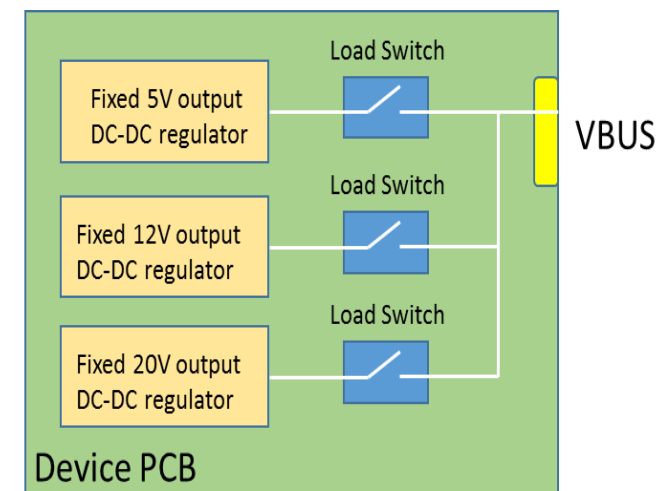 Load Switch
Fixed 5V output
DC-DC regulator
VBUS
Load Switch
Fixed 12V output
DC-DC regulator
Load Switch
Fixed 20V output
DC-DC regulator
Device PCB